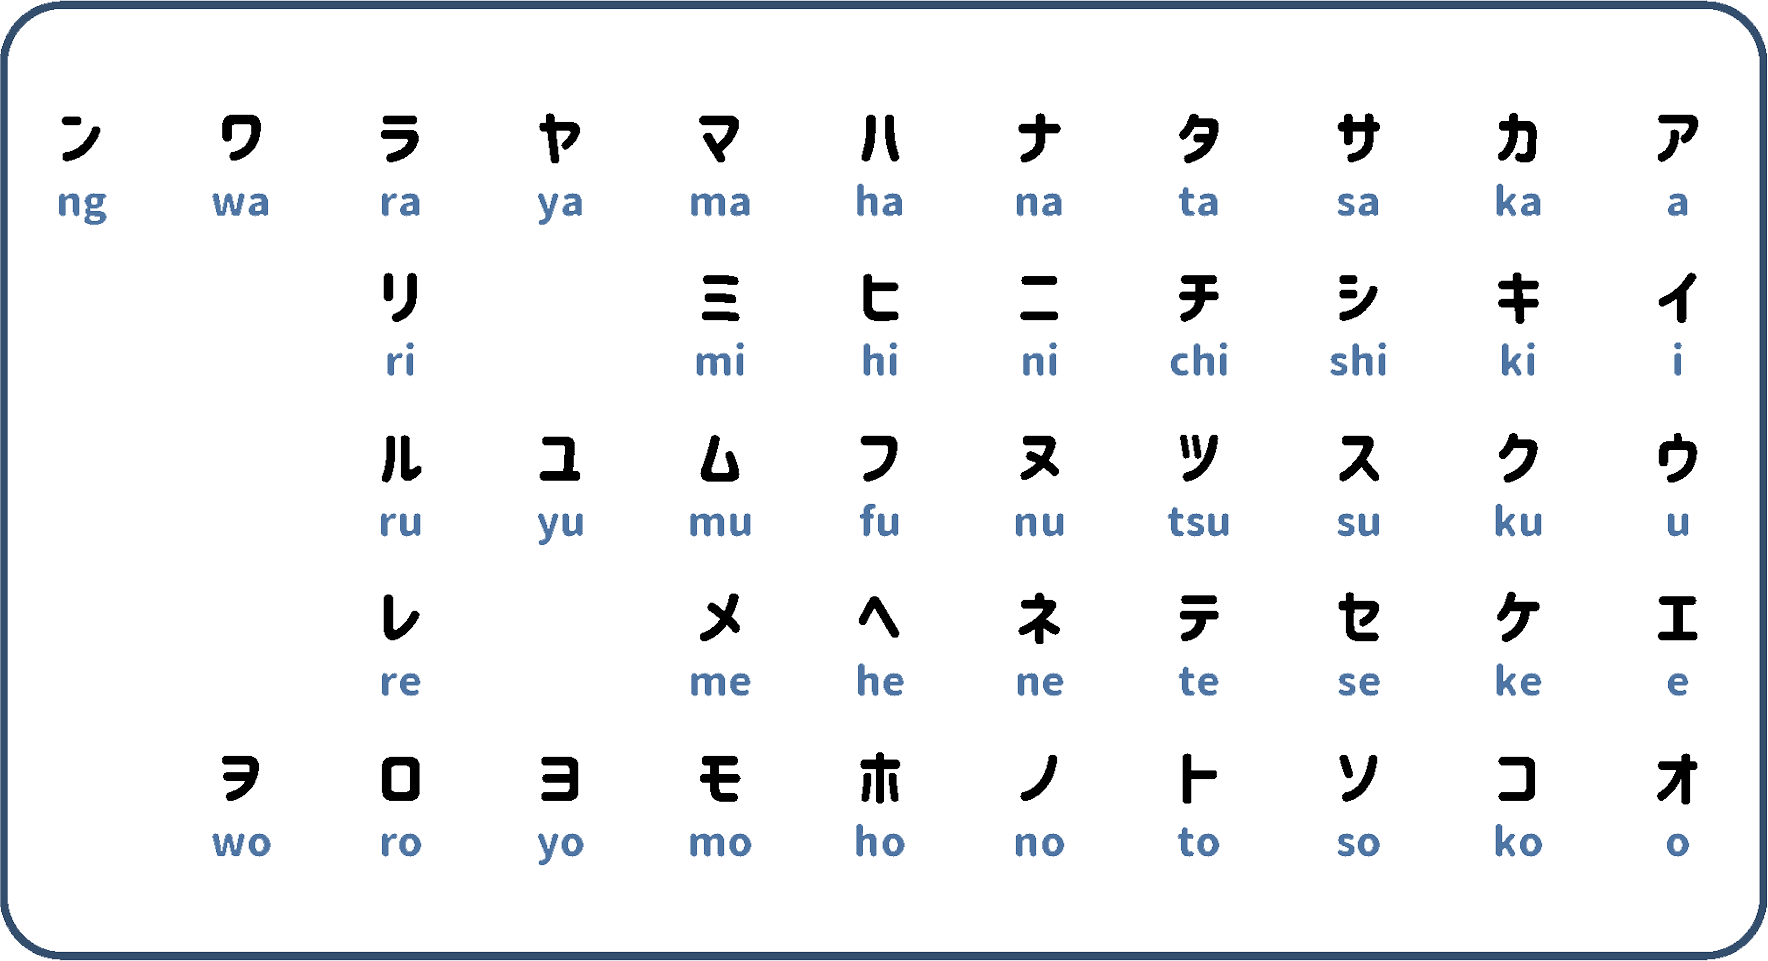 ン ワ ラ ヤ マ ハ ナ タ サ カ ア
ng wa ra ya ma ha na ta sa ka a
リ ミ ヒ ニ チ シ キ イ
ri mi hi ni chi shi ki i
ル ユ ム フ ヌ ツ ス ク ウ
ru yu mu fu nu tsu su ku u
レ メ ヘ ネ テ セ ケ エ
re me he ne te se ke e
ヲ ロ ヨ モ ホ ノ ト ソ コ オ
wo ro yo mo ho no to so ko o